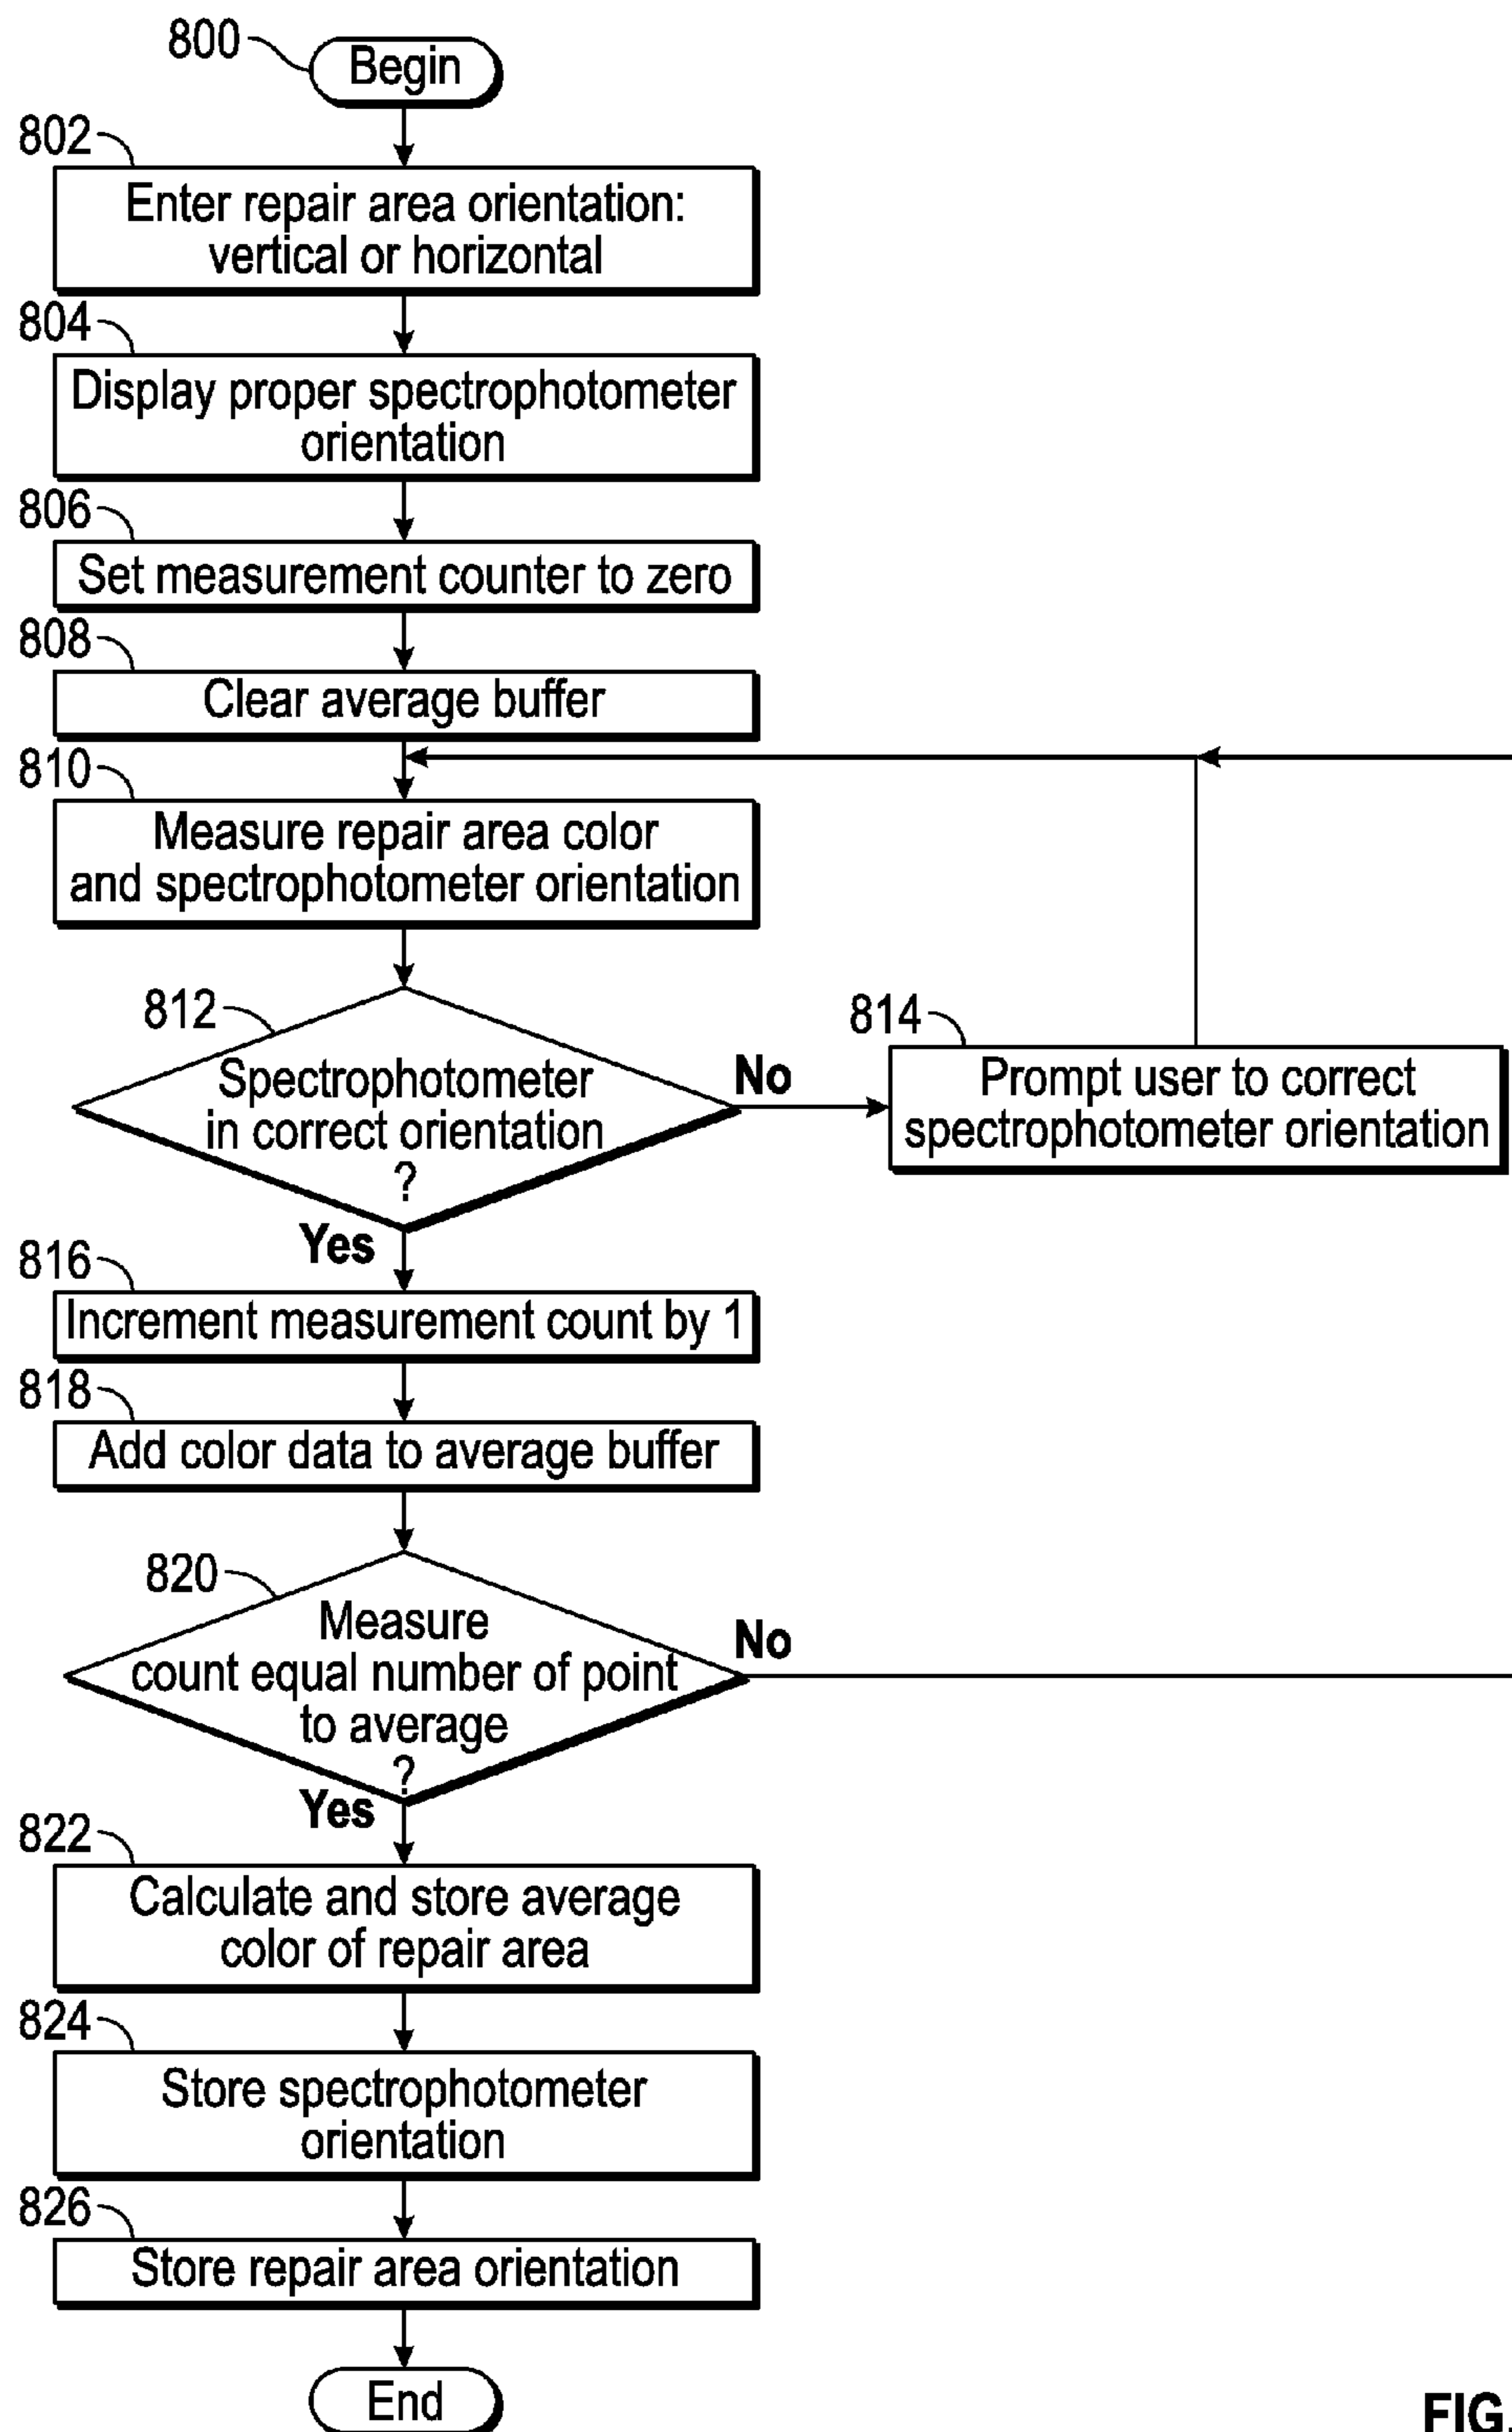 800
Begin
802
Enter repair area orientation:
vertical or horizontal
804
Display proper spectrophotometer
orientation
806
Set measurement counter to zero
808
Clear average buffer
810
Measure repair area color
and spectrophotometer orientation
812
Spectrophotometer
in correct orientation
?
No
814
Prompt user to correct
spectrophotometer orientation
Yes
816
Increment measurement count by 1
818
Add color data to average buffer
820
Measure
count equal number of point
to average
?
No
Yes
822
Calculate and store average
color of repair area
824
Store spectrophotometer
orientation
826
Store repair area orientation
End
FIG.